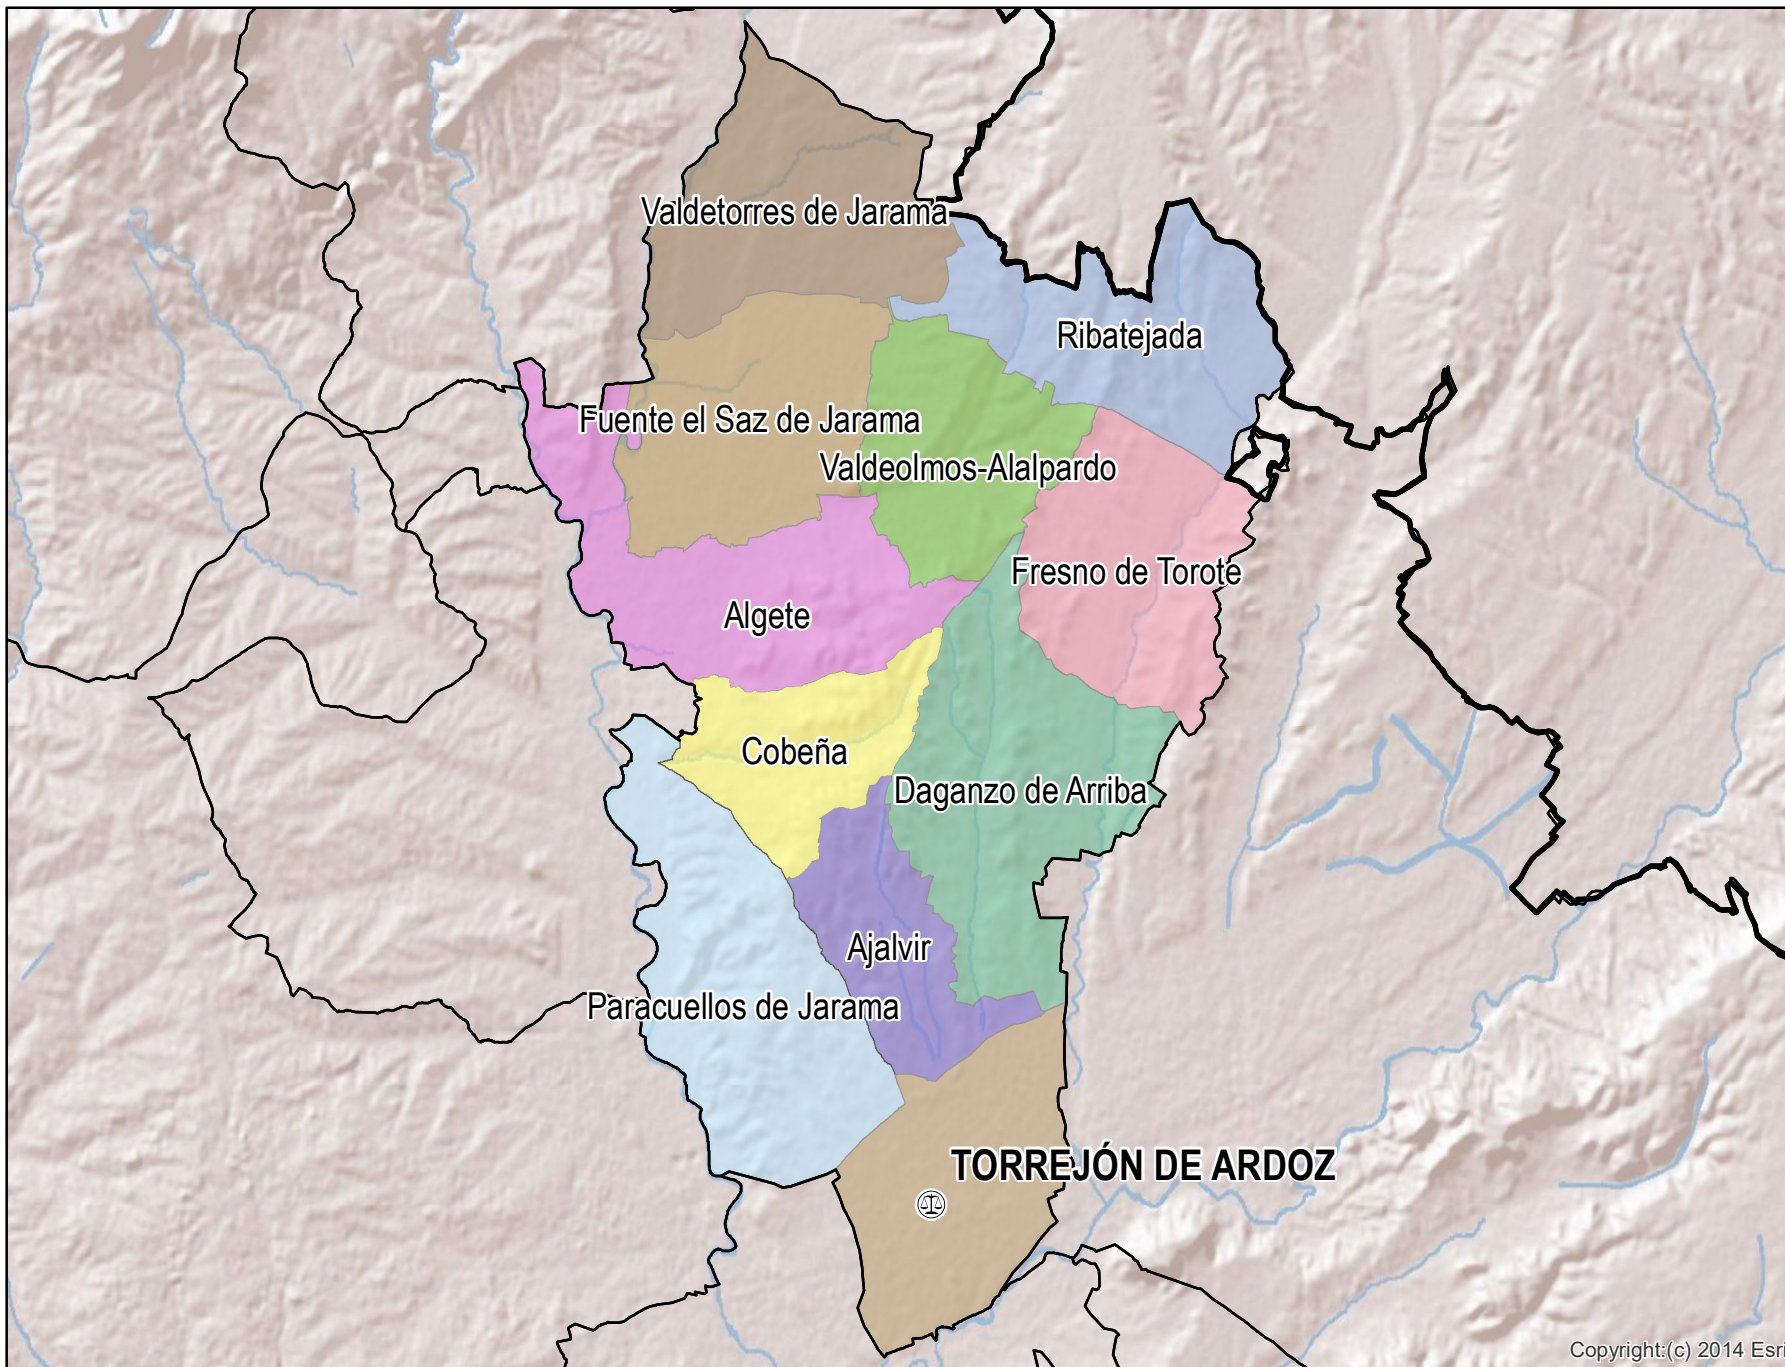 Valdetorres de Jarama
Ribatejada
Fuente el Saz de Jarama
Valdeolmos-Alalpardo
Fresno de Torote
Algete
Cobeña
Daganzo de Arriba
Ajalvir
Paracuellos de Jarama
TORREJÓN DE ARDOZ
Copyright:(c) 2014 Esri